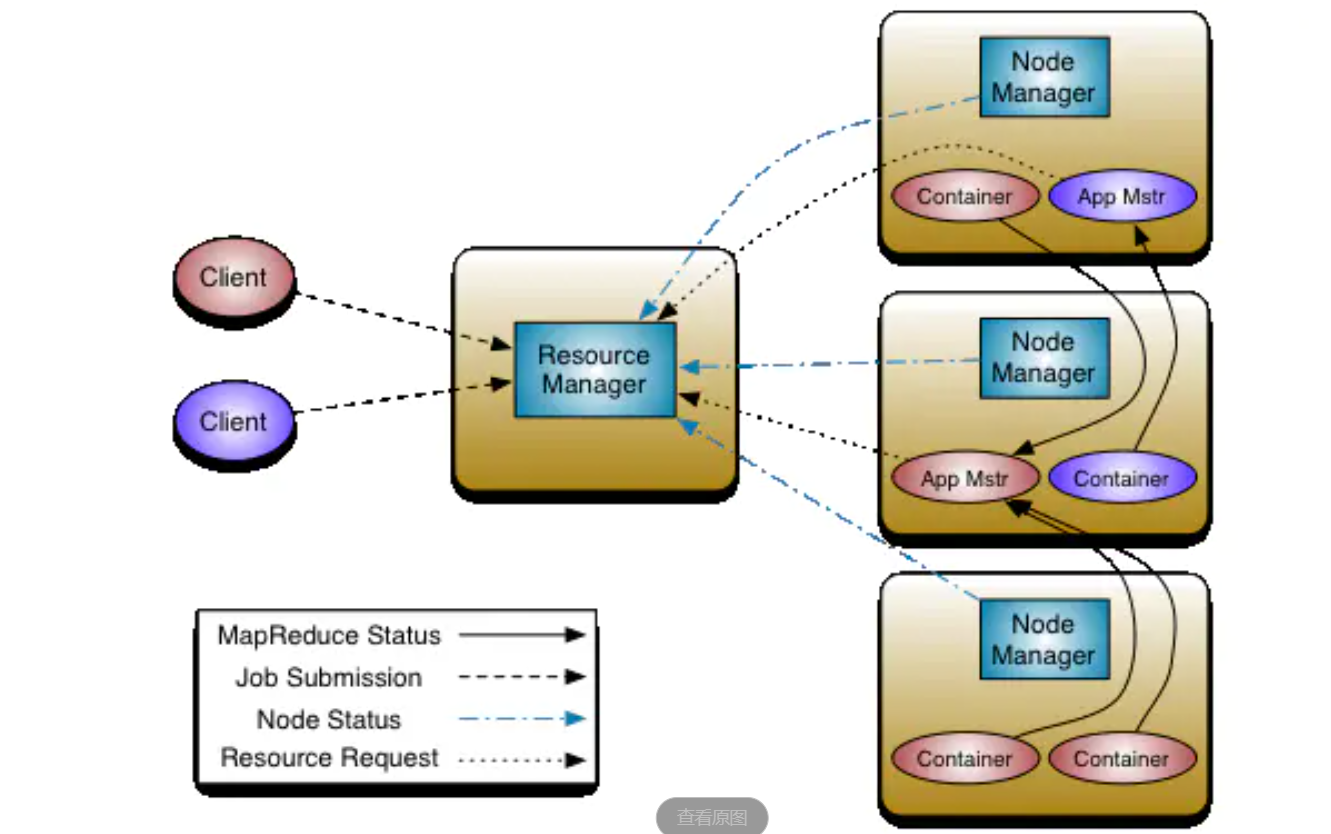 Client
Client
Resource
Manager
Node
Manager
Container
App Mstr
Node
Manager
App Mstr
Container
Node
Manager
Container
Container
MapReduce Status
Job Submission
Node Status
Resource Request
查看原图